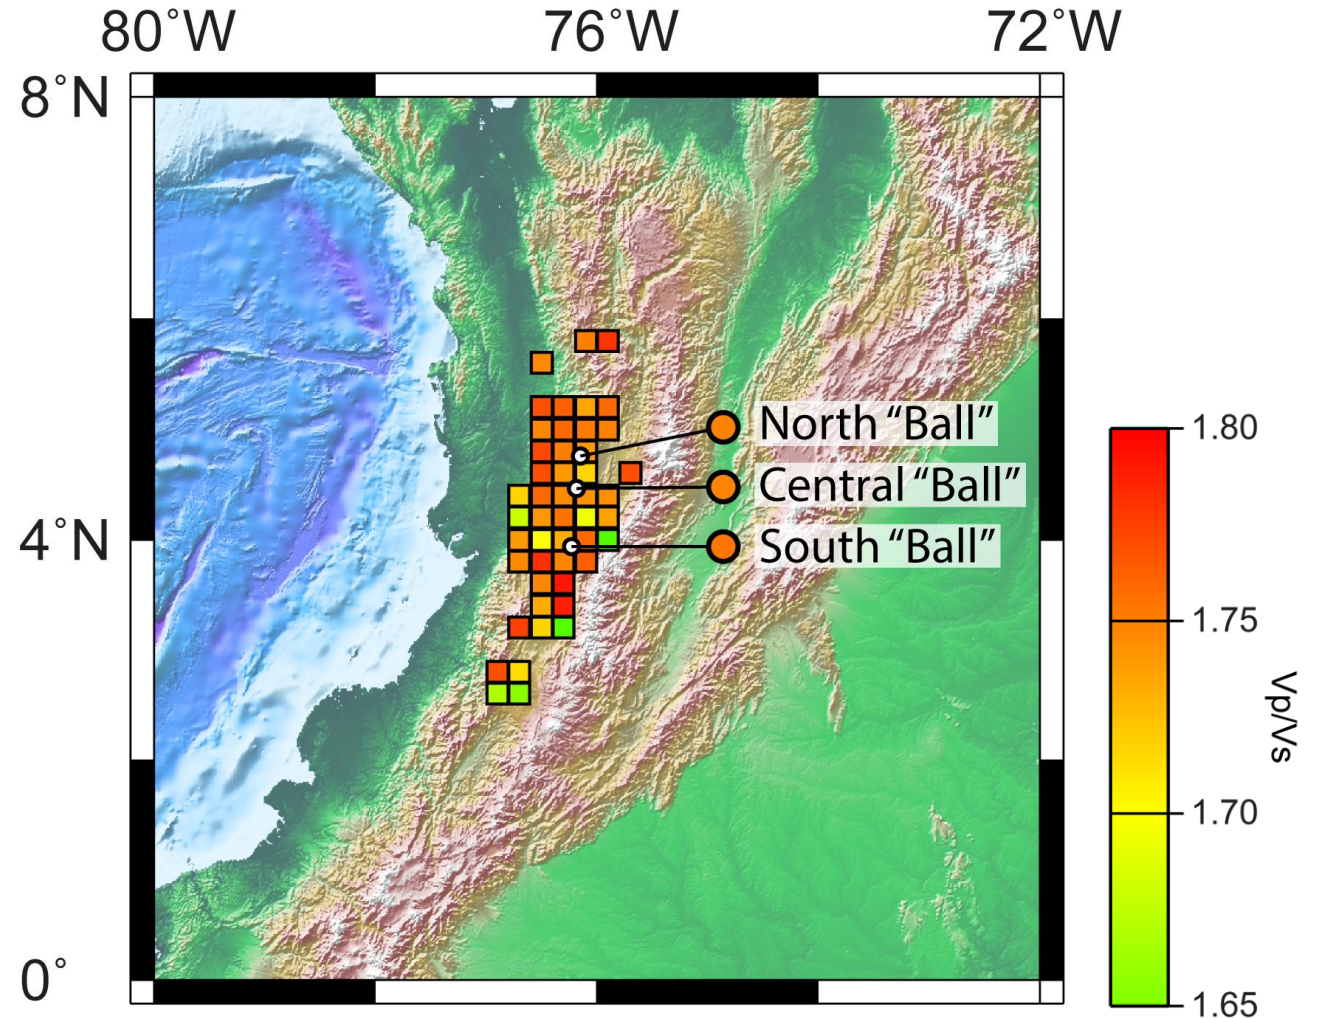 80°W 76°W 72°W
8°N
North “Ball”
1.80
Central “Ball”
4°N
South “Ball”
1.75
Vp/Vs
1.70
0°
1.65